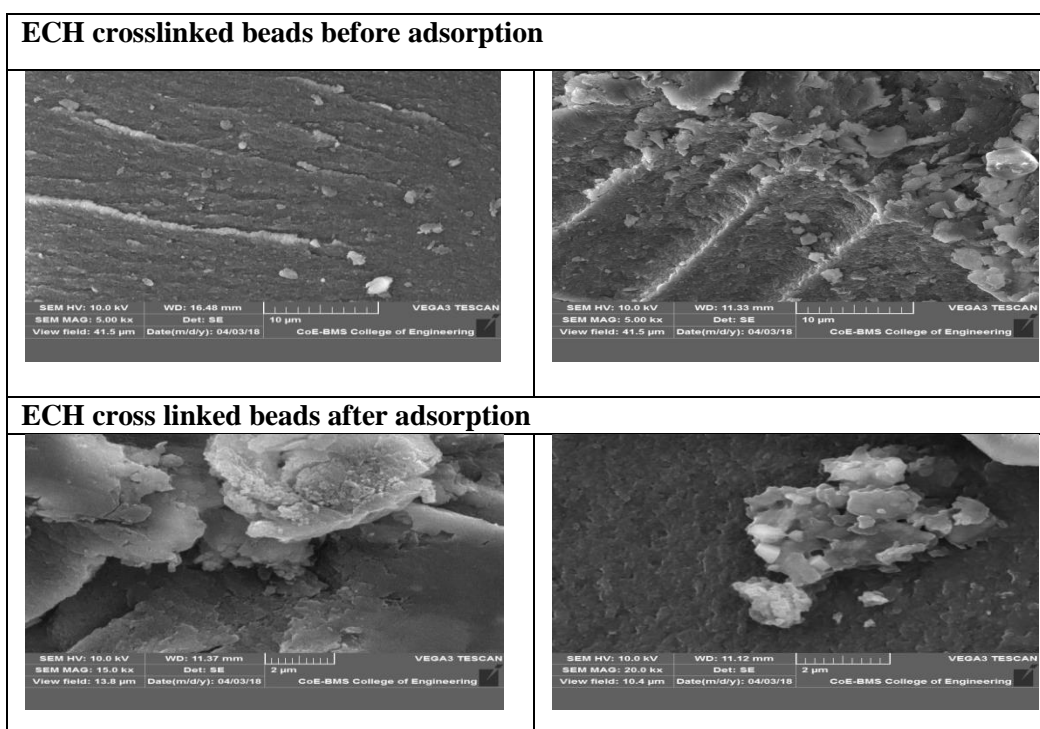 ECH crosslinked beads before adsorption
SEM HV: 10.0 kV WD: 16.48 mm VEGA3 TESCAN
SEM MAG: 5.00 kx Det: SE 10 µm
View field: 41.5 µm Date(m/d/y): 04/03/18 CoE-BMS College of Engineering
SEM HV: 10.0 kV WD: 11.33 mm VEGA3 TESCAN
SEM MAG: 5.00 kx Det: SE 10 µm
View field: 41.5 µm Date(m/d/y): 04/03/18 CoE-BMS College of Engineering
ECH cross linked beads after adsorption
SEM HV: 10.0 kV WD: 11.37 mm VEGA3 TESCAN
SEM MAG: 15.0 kx Det: SE 2 µm
View field: 13.8 µm Date(m/d/y): 04/03/18 CoE-BMS College of Engineering
SEM HV: 10.0 kV WD: 11.12 mm VEGA3 TESCAN
SEM MAG: 20.0 kx Det: SE 2 µm
View field: 10.4 µm Date(m/d/y): 04/03/18 CoE-BMS College of Engineering